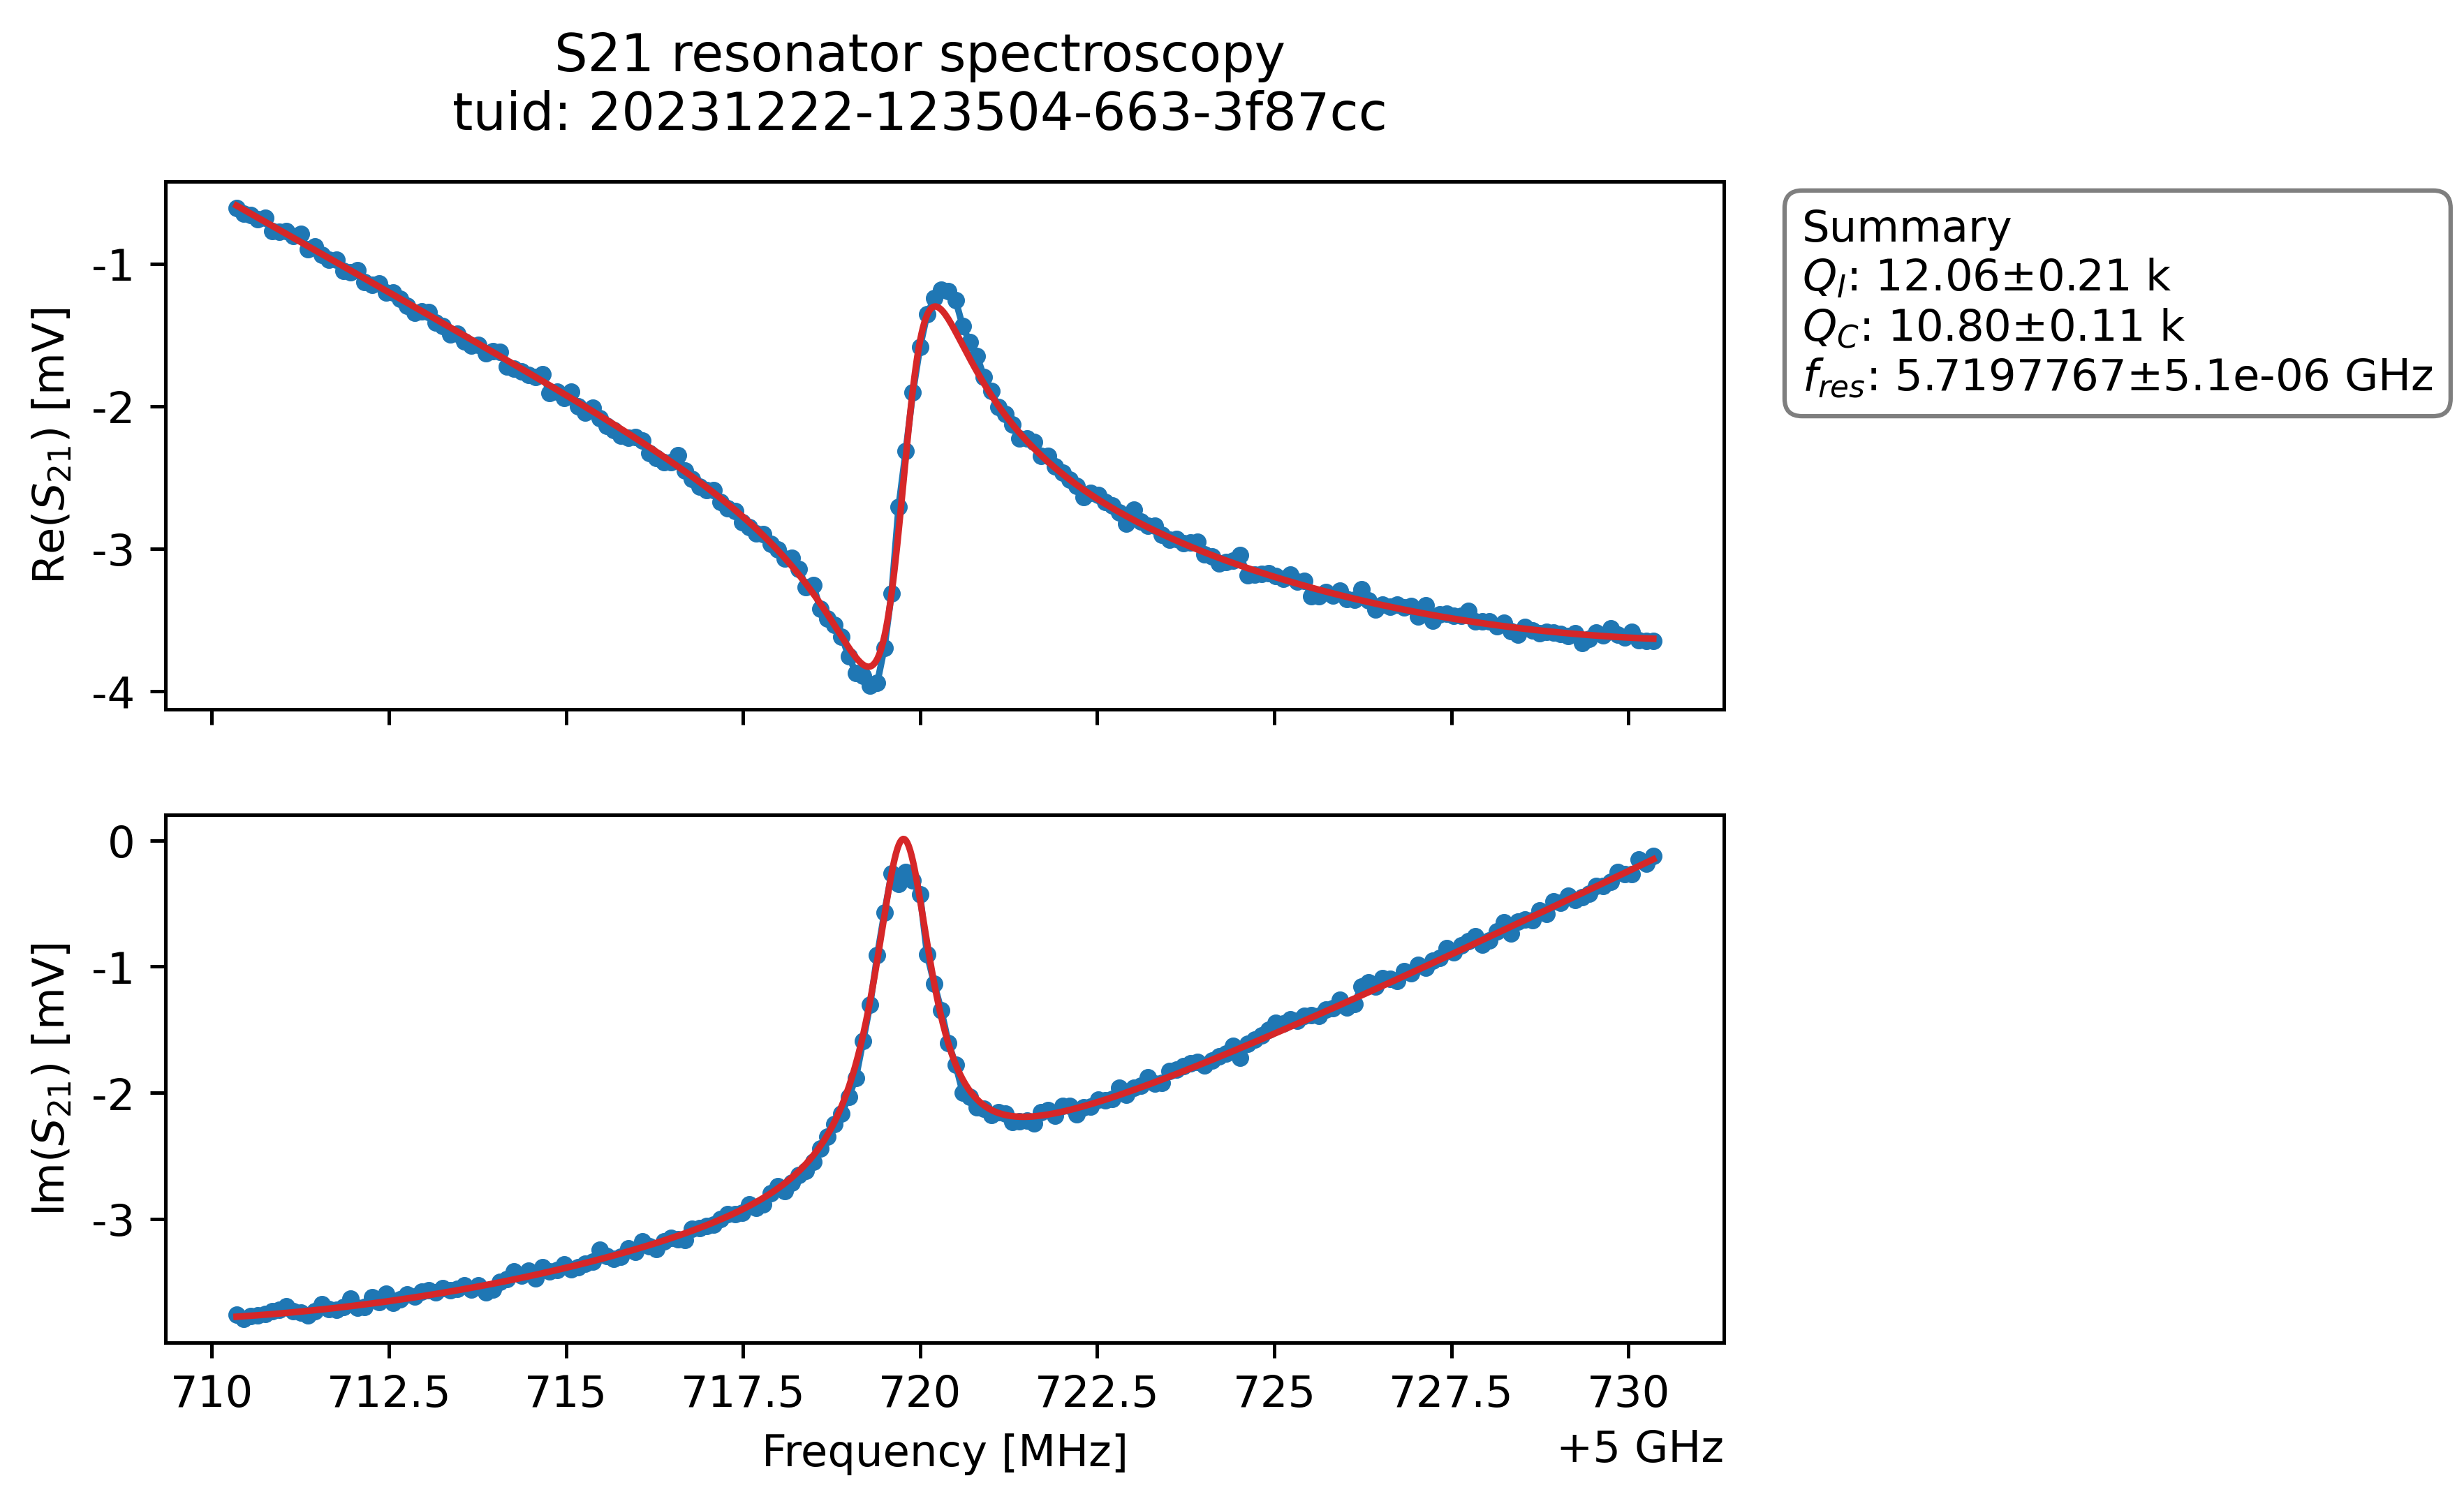 S21 resonator spectroscopy
tuid: 20231222-123504-663-3f87cc
Summary
Q_I: 12.06±0.21 k
Q_C: 10.80±0.11 k
f_res: 5.7197767±5.1e-06 GHz
Re(S_21) [mV]
-1
-2
-3
-4
Im(S_21) [mV]
0
-1
-2
-3
710 712.5 715 717.5 720 722.5 725 727.5 730
Frequency [MHz]
+5 GHz